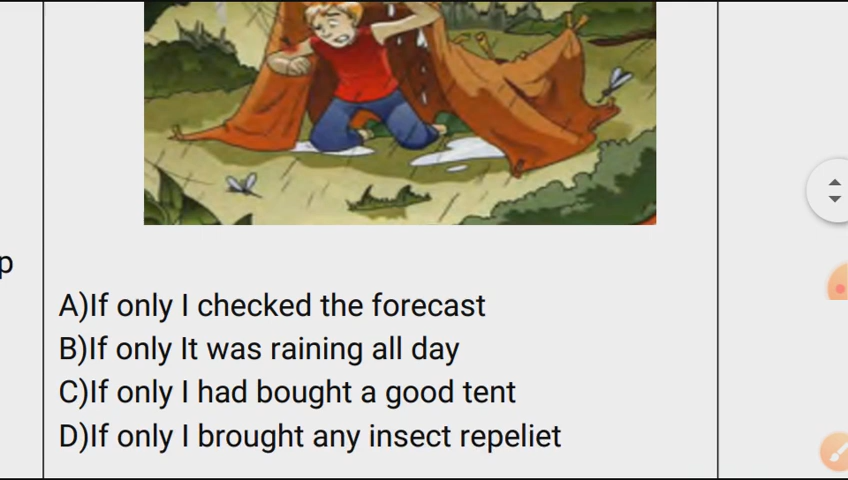 p
A)If only I checked the forecast
B)If only It was raining all day
C)If only I had bought a good tent
D)If only I brought any insect repeliet